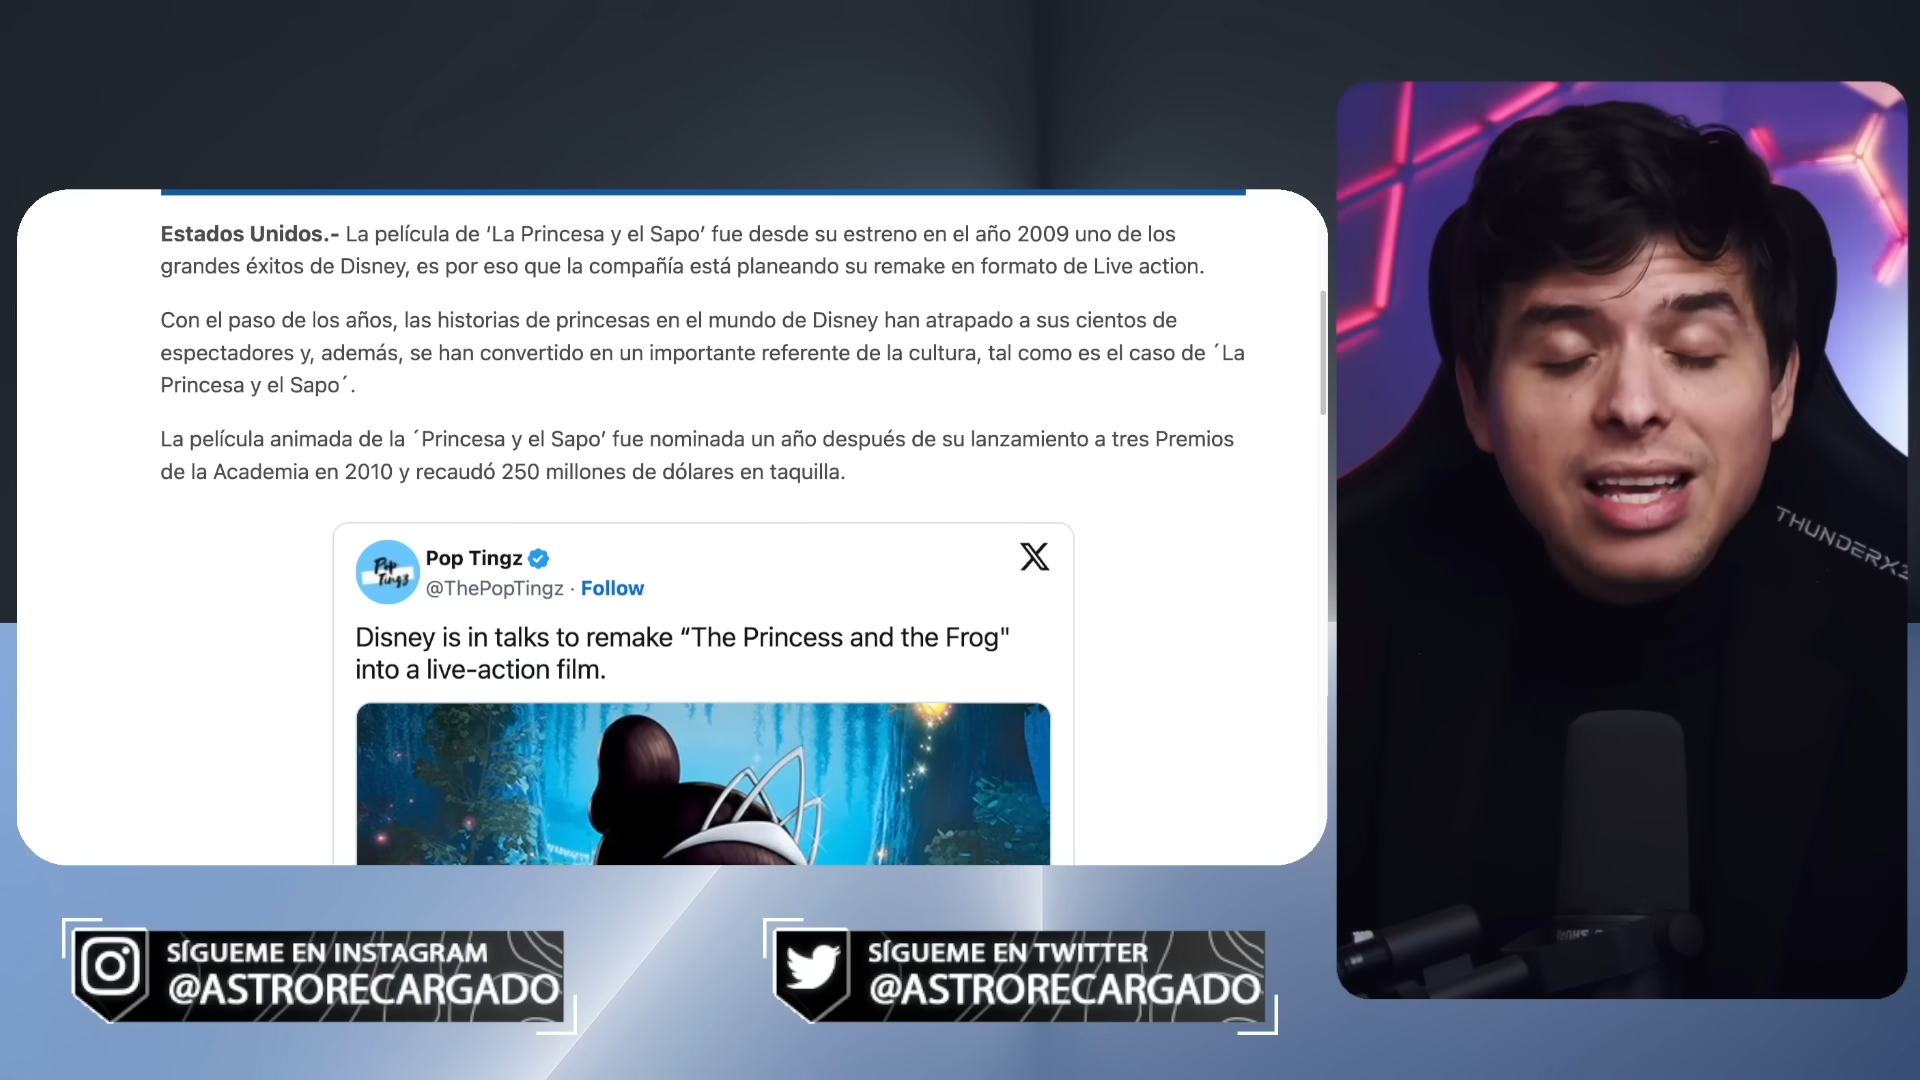 Estados Unidos.- La película de ‘La Princesa y el Sapo’ fue desde su estreno en el año 2009 uno de los
grandes éxitos de Disney, es por eso que la compañía está planeando su remake en formato de Live action.
Con el paso de los años, las historias de princesas en el mundo de Disney han atrapado a sus cientos de
espectadores y, además, se han convertido en un importante referente de la cultura, tal como es el caso de ´La
Princesa y el Sapo´.
La película animada de la ´Princesa y el Sapo’ fue nominada un año después de su lanzamiento a tres Premios
de la Academia en 2010 y recaudó 250 millones de dólares en taquilla.
Pop Tingz
Pop Tingz
@ThePopTingz · Follow
Disney is in talks to remake “The Princess and the Frog"
into a live-action film.
THUNDERX3
SÍGUEME EN INSTAGRAM
@ASTRORECARGADO
SÍGUEME EN TWITTER
@ASTRORECARGADO